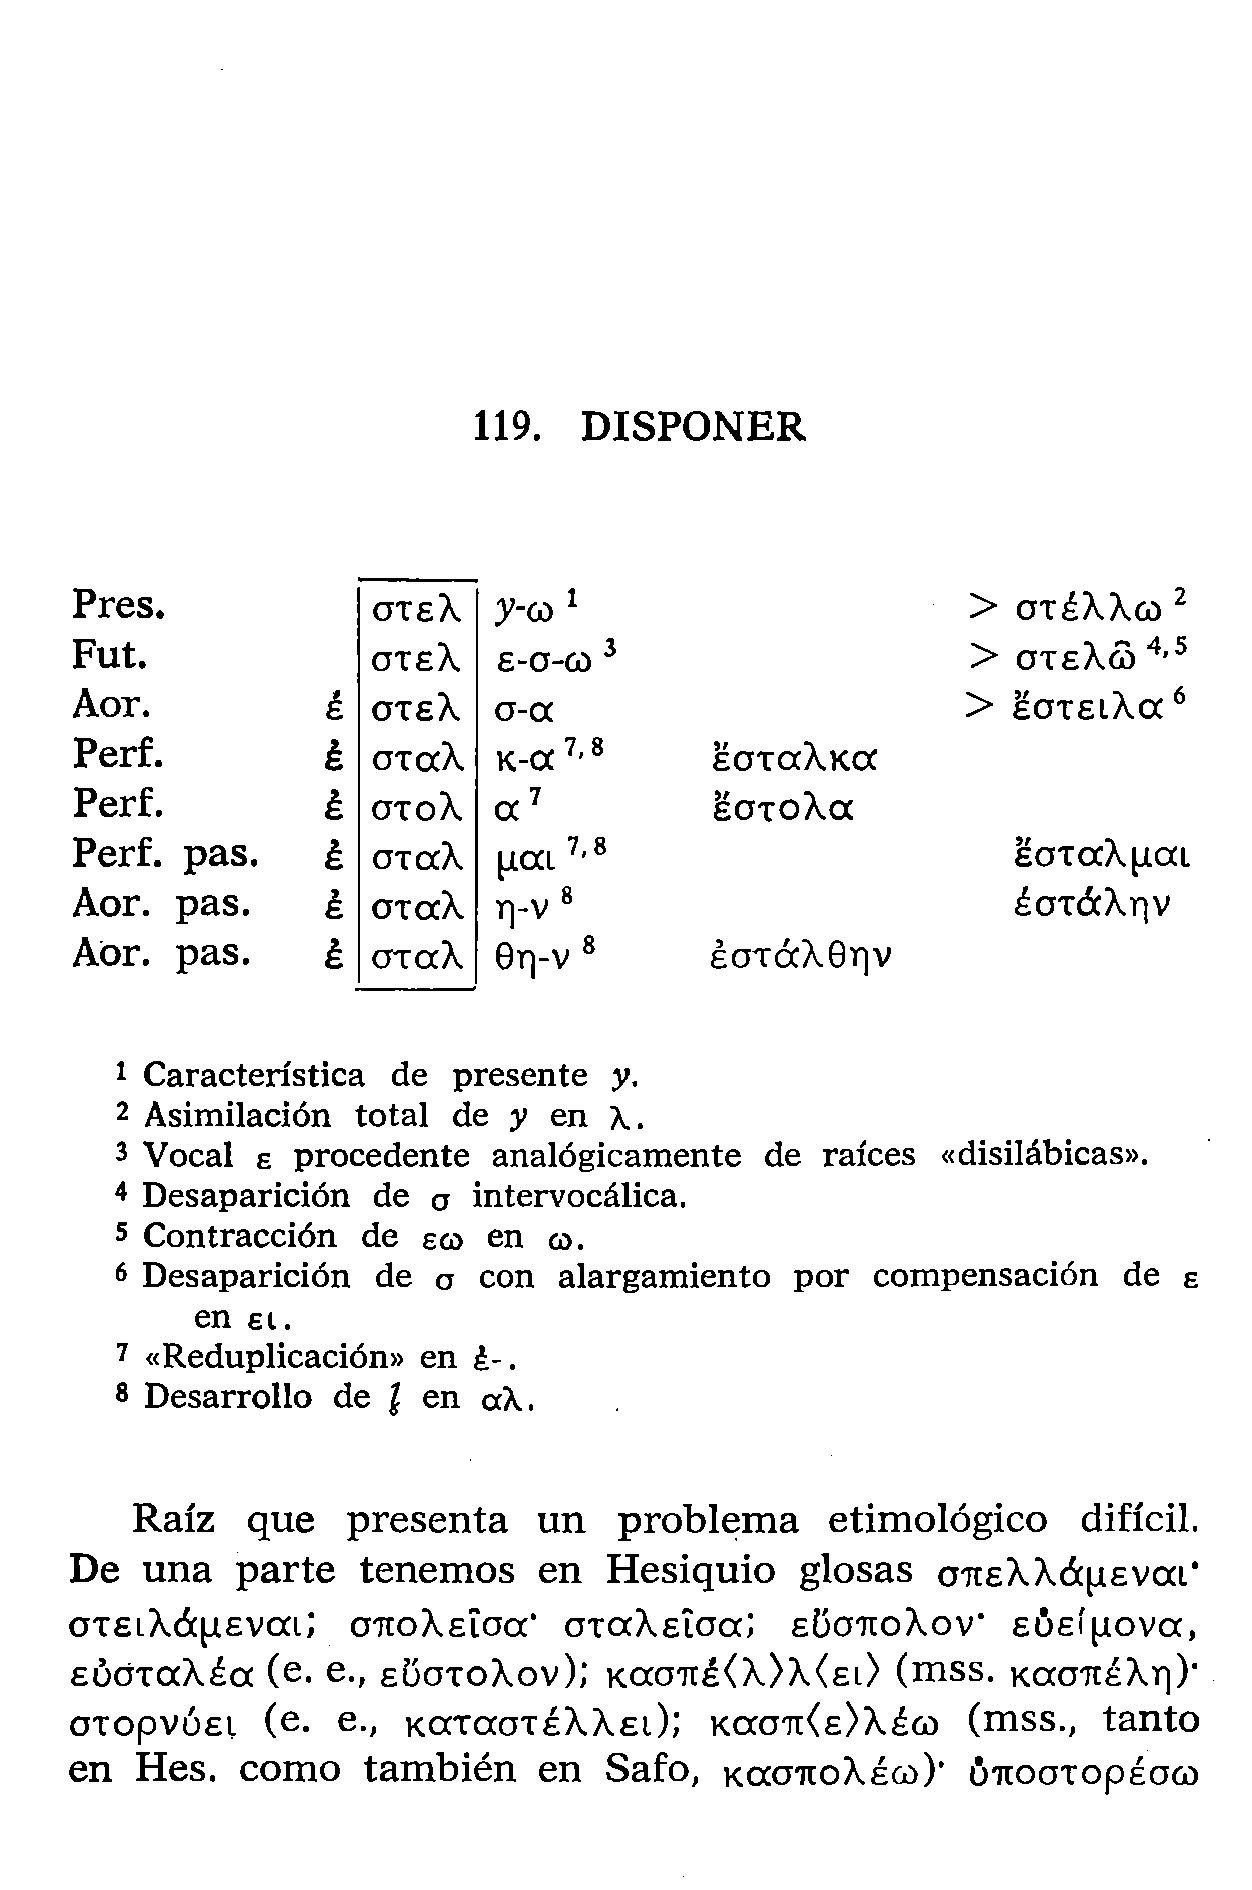 119. DISPONER
Pres. στελ y-ω ¹ > στέλλω ²
Fut. στελ ε-σ-ω ³ > στελῶ ⁴,⁵
Aor. ἐ στελ σ-α > ἔστειλα ⁶
Perf. ἐ σταλ κ-α ⁷,⁸ ἔσταλκα
Perf. ἐ στολ α ⁷ ἔστολα
Perf. pas. ἐ σταλ μαι ⁷,⁸ ἔσταλμαι
Aor. pas. ἐ σταλ η-ν ⁸ ἐστάλην
Aor. pas. ἐ σταλ θη-ν ⁸ ἐστάλθην
¹ Característica de presente y.
² Asimilación total de y en λ.
³ Vocal ε procedente analógicamente de raíces «disilábicas».
⁴ Desaparición de σ intervocálica.
⁵ Contracción de εω en ω.
⁶ Desaparición de σ con alargamiento por compensación de ε
en ει.
⁷ «Reduplicación» en ἐ-.
⁸ Desarrollo de l̥ en αλ.
Raíz que presenta un problema etimológico difícil.
De una parte tenemos en Hesiquio glosas σπελλάμεναι·
στειλάμεναι; σπολεῖσα· σταλεῖσα; εὔσπολον· εὐείμονα,
εὐσταλέα (e. e., εὔστολον); κασπέ⟨λ⟩λ⟨ει⟩ (mss. κασπέλη)·
στορνύει (e. e., καταστέλλει); κασπ⟨ε⟩λέω (mss., tanto
en Hes. como también en Safo, κασπολέω)· ὑποστορέσω